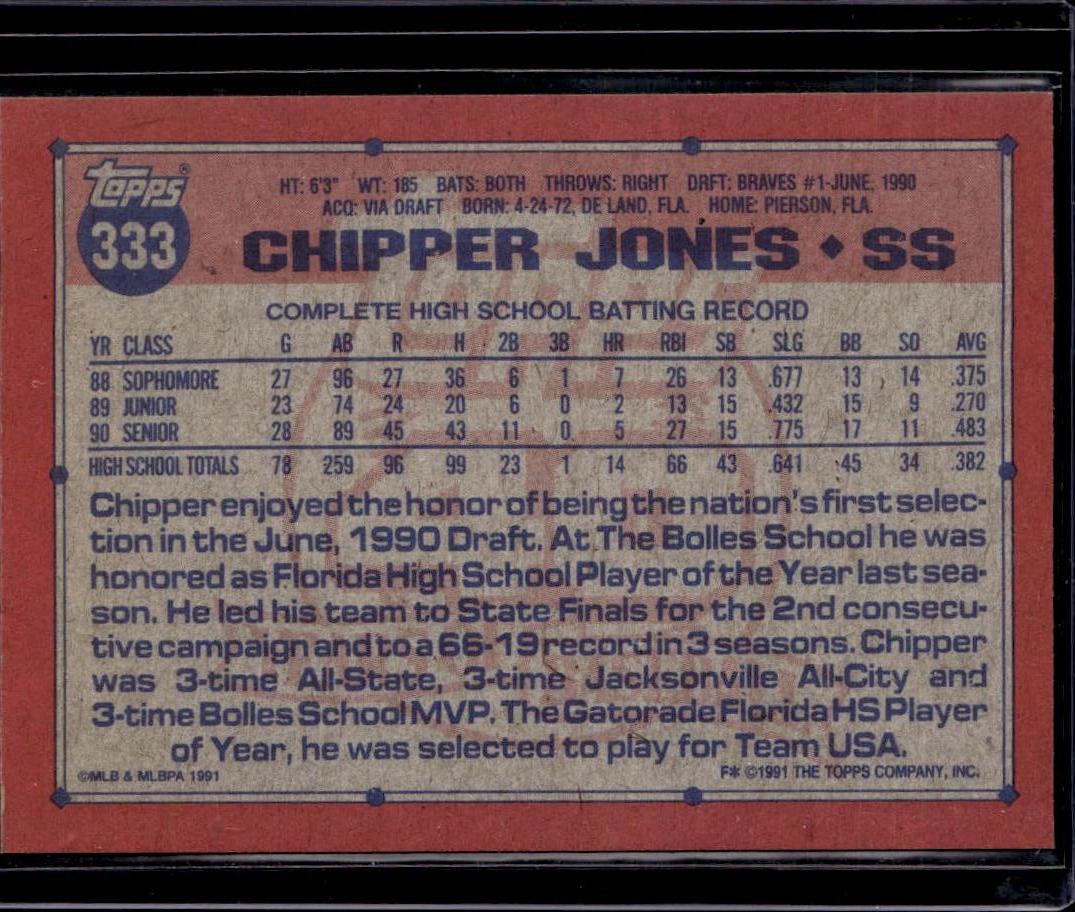 Topps®
333
HT: 6'3" WT: 185 BATS: BOTH THROWS: RIGHT DRFT: BRAVES #1-JUNE, 1990
ACQ: VIA DRAFT BORN: 4-24-72, DE LAND, FLA. HOME: PIERSON, FLA.
CHIPPER JONES ♦ SS
COMPLETE HIGH SCHOOL BATTING RECORD
YR CLASS G AB R H 2B 3B HR RBI SB SLG BB SO AVG
88 SOPHOMORE 27 96 27 36 6 1 7 26 13 .677 13 14 .375
89 JUNIOR 23 74 24 20 6 0 2 13 15 .432 15 9 .270
90 SENIOR 28 89 45 43 11 0 5 27 15 .775 17 11 .483
HIGH SCHOOL TOTALS 78 259 96 99 23 1 14 66 43 .641 45 34 .382
Chipper enjoyed the honor of being the nation's first selec-
tion in the June, 1990 Draft. At The Bolles School he was
honored as Florida High School Player of the Year last sea-
son. He led his team to State Finals for the 2nd consecu-
tive campaign and to a 66-19 record in 3 seasons. Chipper
was 3-time All-State, 3-time Jacksonville All-City and
3-time Bolles School MVP. The Gatorade Florida HS Player
of Year, he was selected to play for Team USA.
©MLB & MLBPA 1991
F* ©1991 THE TOPPS COMPANY, INC.